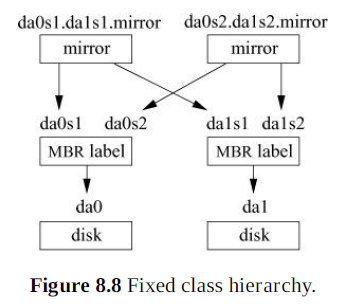 da0s1.da1s1.mirror da0s2.da1s2.mirror
mirror mirror
da0s1 da0s2 da1s1 da1s2
MBR label MBR label
da0 da1
disk disk
Figure 8.8 Fixed class hierarchy.